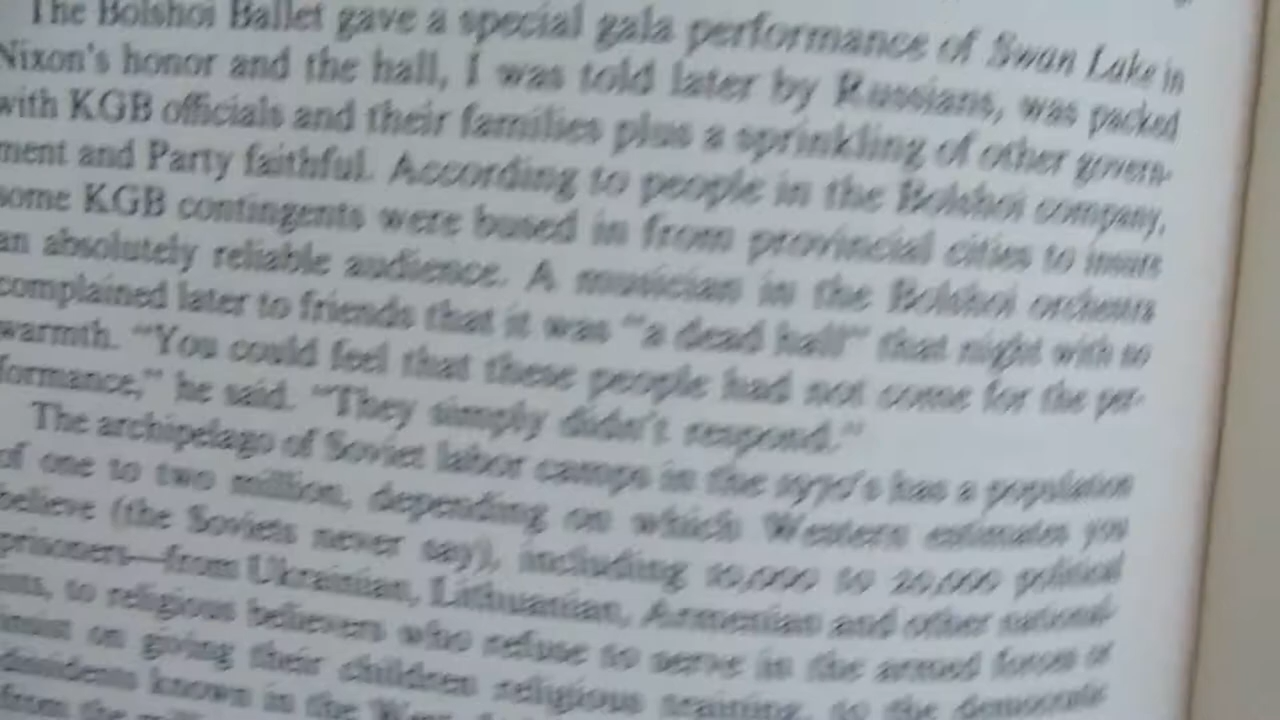 The Bolshoi Ballet gave a special gala performance of Swan Lake in
Nixon's honor and the hall, I was told later by Russians, was packed
with KGB officials and their families plus a sprinkling of other govern-
ment and Party faithful. According to people in the Bolshoi company,
some KGB contingents were bused in from provincial cities to insure
an absolutely reliable audience. A musician in the Bolshoi orchestra
complained later to friends that it was "a dead hall" that night with no
warmth. "You could feel that these people had not come for the per-
formance," he said. "They simply didn't respond."
The archipelago of Soviet labor camps in the 1970's has a population
of one to two million, depending on which Western estimates you
believe (the Soviets never say), including 10,000 to 20,000 political
prisoners—from Ukrainian, Lithuanian, Armenian and other national-
ists, to religious believers who refuse to serve in the armed forces or
insist on giving their children religious training, to the democratic
dissidents known in the West
from the